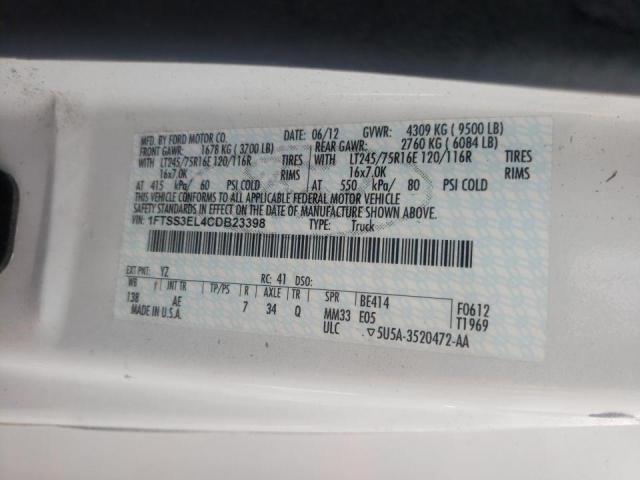 MFD. BY FORD MOTOR CO. DATE: 06/12 GVWR: 4309 KG ( 9500 LB)
FRONT GAWR: 1678 KG ( 3700 LB) REAR GAWR: 2760 KG ( 6084 LB)
WITH LT245/75R16E 120/116R TIRES WITH LT245/75R16E 120/116R TIRES
16x7.0K RIMS 16x7.0K RIMS
AT 415 kPa/ 60 PSI COLD AT 550 kPa/ 80 PSI COLD
THIS VEHICLE CONFORMS TO ALL APPLICABLE FEDERAL MOTOR VEHICLE
SAFETY STANDARDS IN EFFECT ON THE DATE OF MANUFACTURE SHOWN ABOVE.
VIN: 1FTSS3EL4CDB23398 TYPE: Truck
EXT PNT: YZ RC: 41 DSO:
WB INT TR TP/PS R AXLE TR SPR BE414 F0612
138 AE 7 34 Q MM33 E05 T1969
MADE IN U.S.A. ULC ▽5U5A-3520472-AA